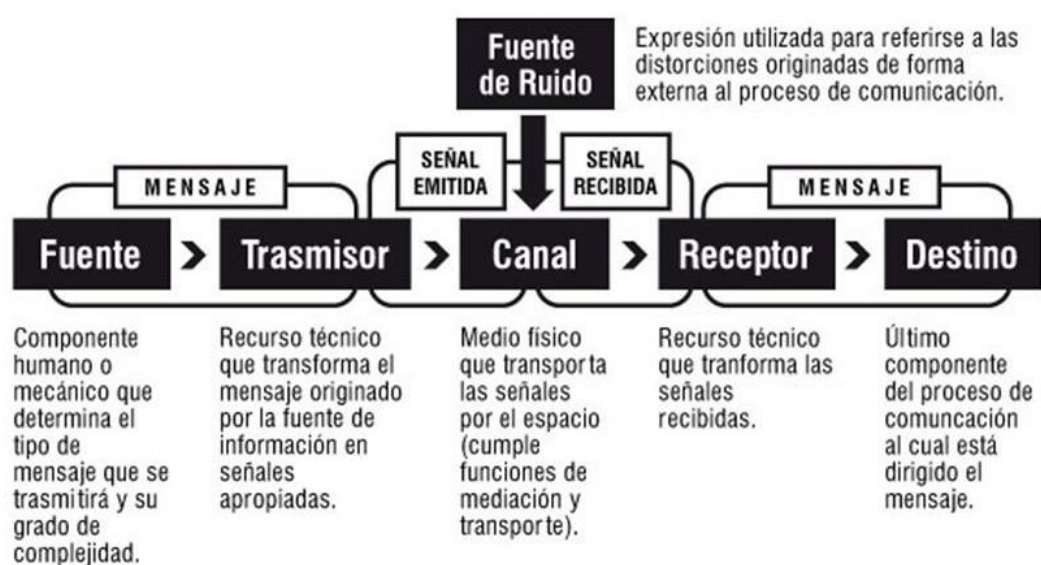 Fuente
de Ruido
Expresión utilizada para referirse a las
distorciones originadas de forma
externa al proceso de comunicación.
MENSAJE
SEÑAL
EMITIDA
SEÑAL
RECIBIDA
MENSAJE
Fuente
Trasmisor
Canal
Receptor
Destino
Componente
humano o
mecánico que
determina el
tipo de
mensaje que se
trasmitirá y su
grado de
complejidad.
Recurso técnico
que transforma el
mensaje originado
por la fuente de
información en
señales
apropiadas.
Medio físico
que transporta
las señales
por el espacio
(cumple
funciones de
mediación y
transporte).
Recurso técnico
que tranforma las
señales
recibidas.
Último
componente
del proceso de
comuncación
al cual está
dirigido el
mensaje.